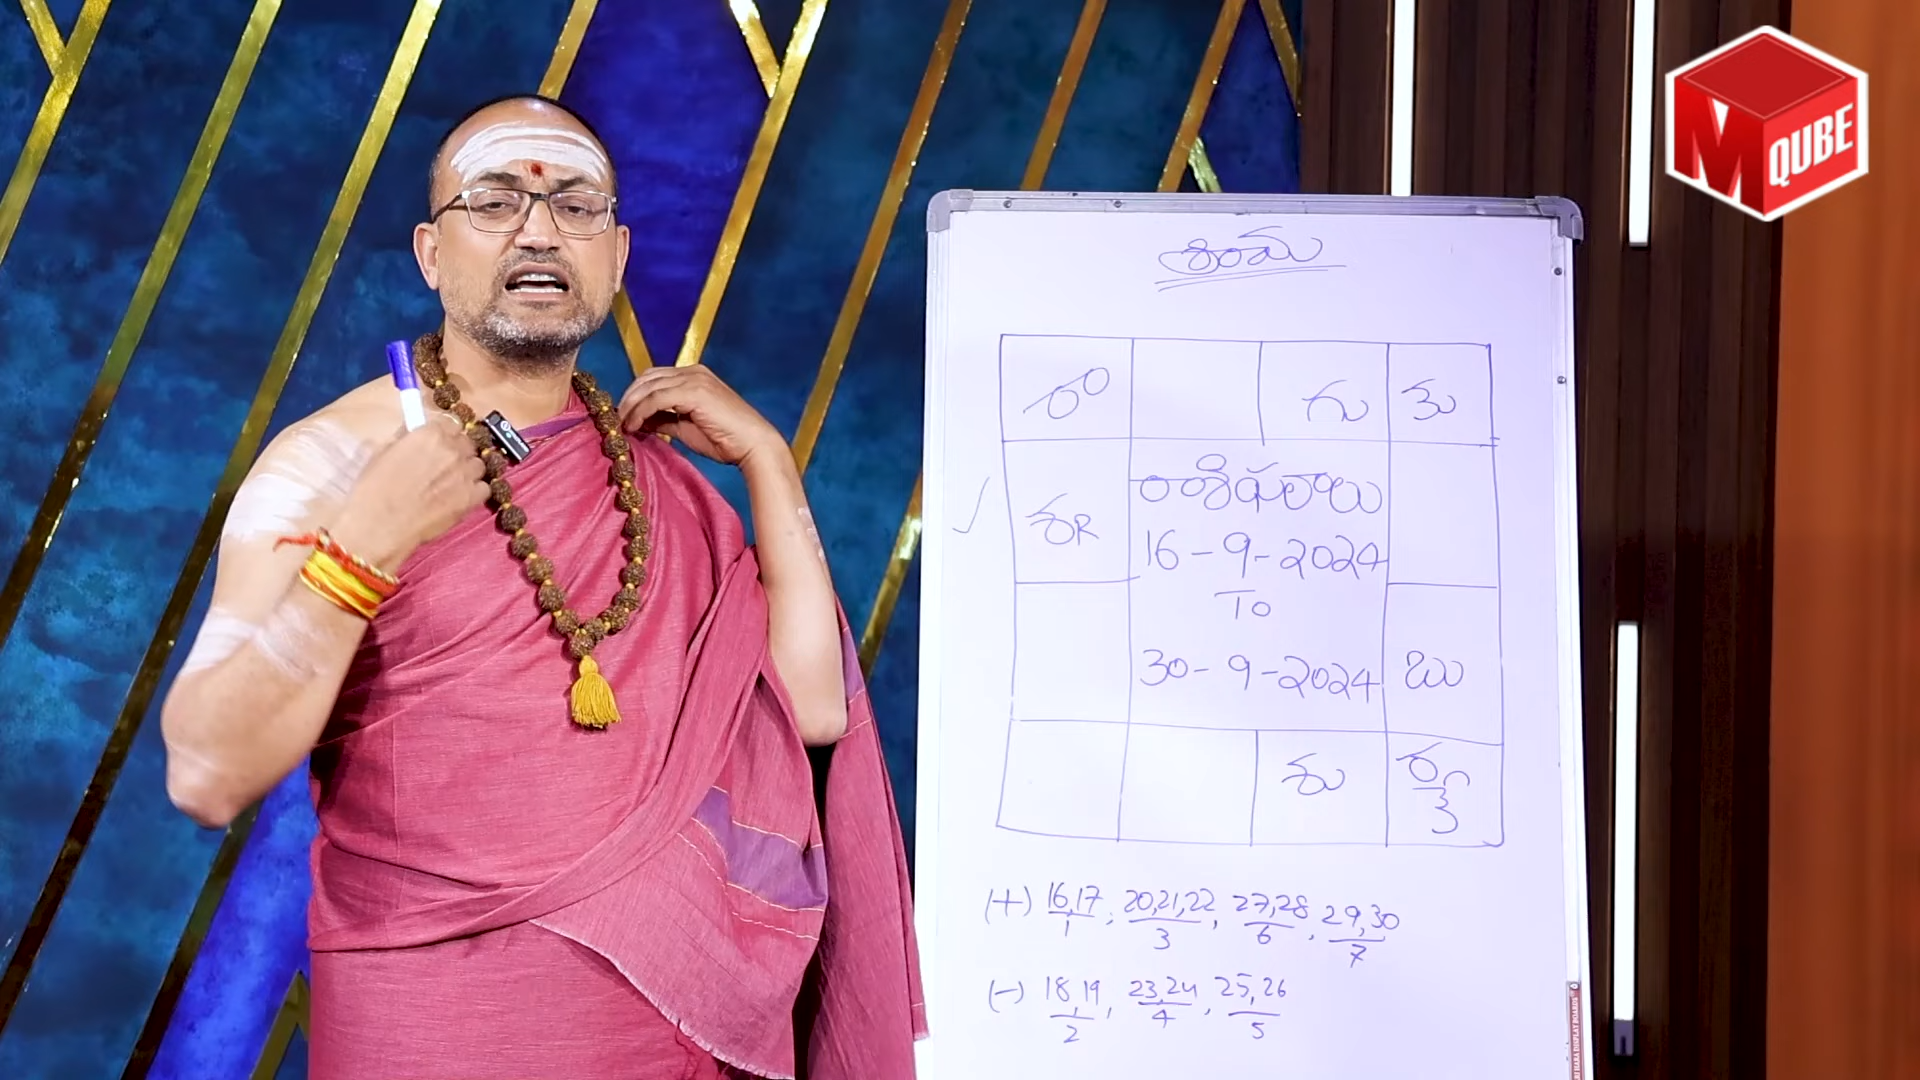 M QUBE
శ్రీరామ
రా
గు
కు
శR
రాశిఫలాలు
16-9-2024
To
30-9-2024
బు
శు
ర
కే
(+) 16,17/1, 20,21,22/3, 27,28/6, 29,30/7
(-) 18,19/2, 23,24/4, 25,26/5